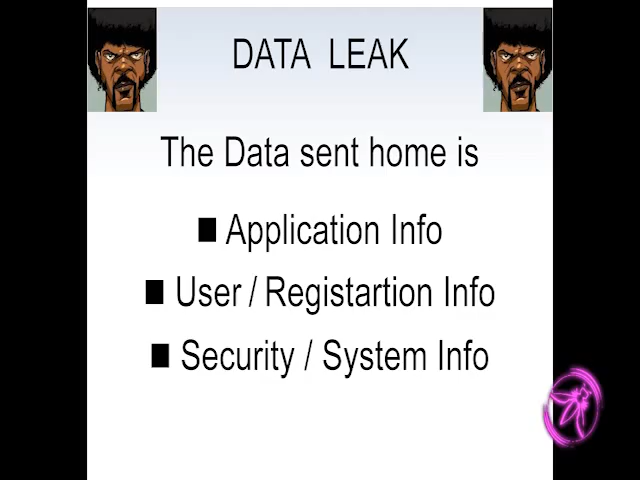 DATA LEAK
The Data sent home is
■ Application Info
■ User / Registartion Info
■ Security / System Info